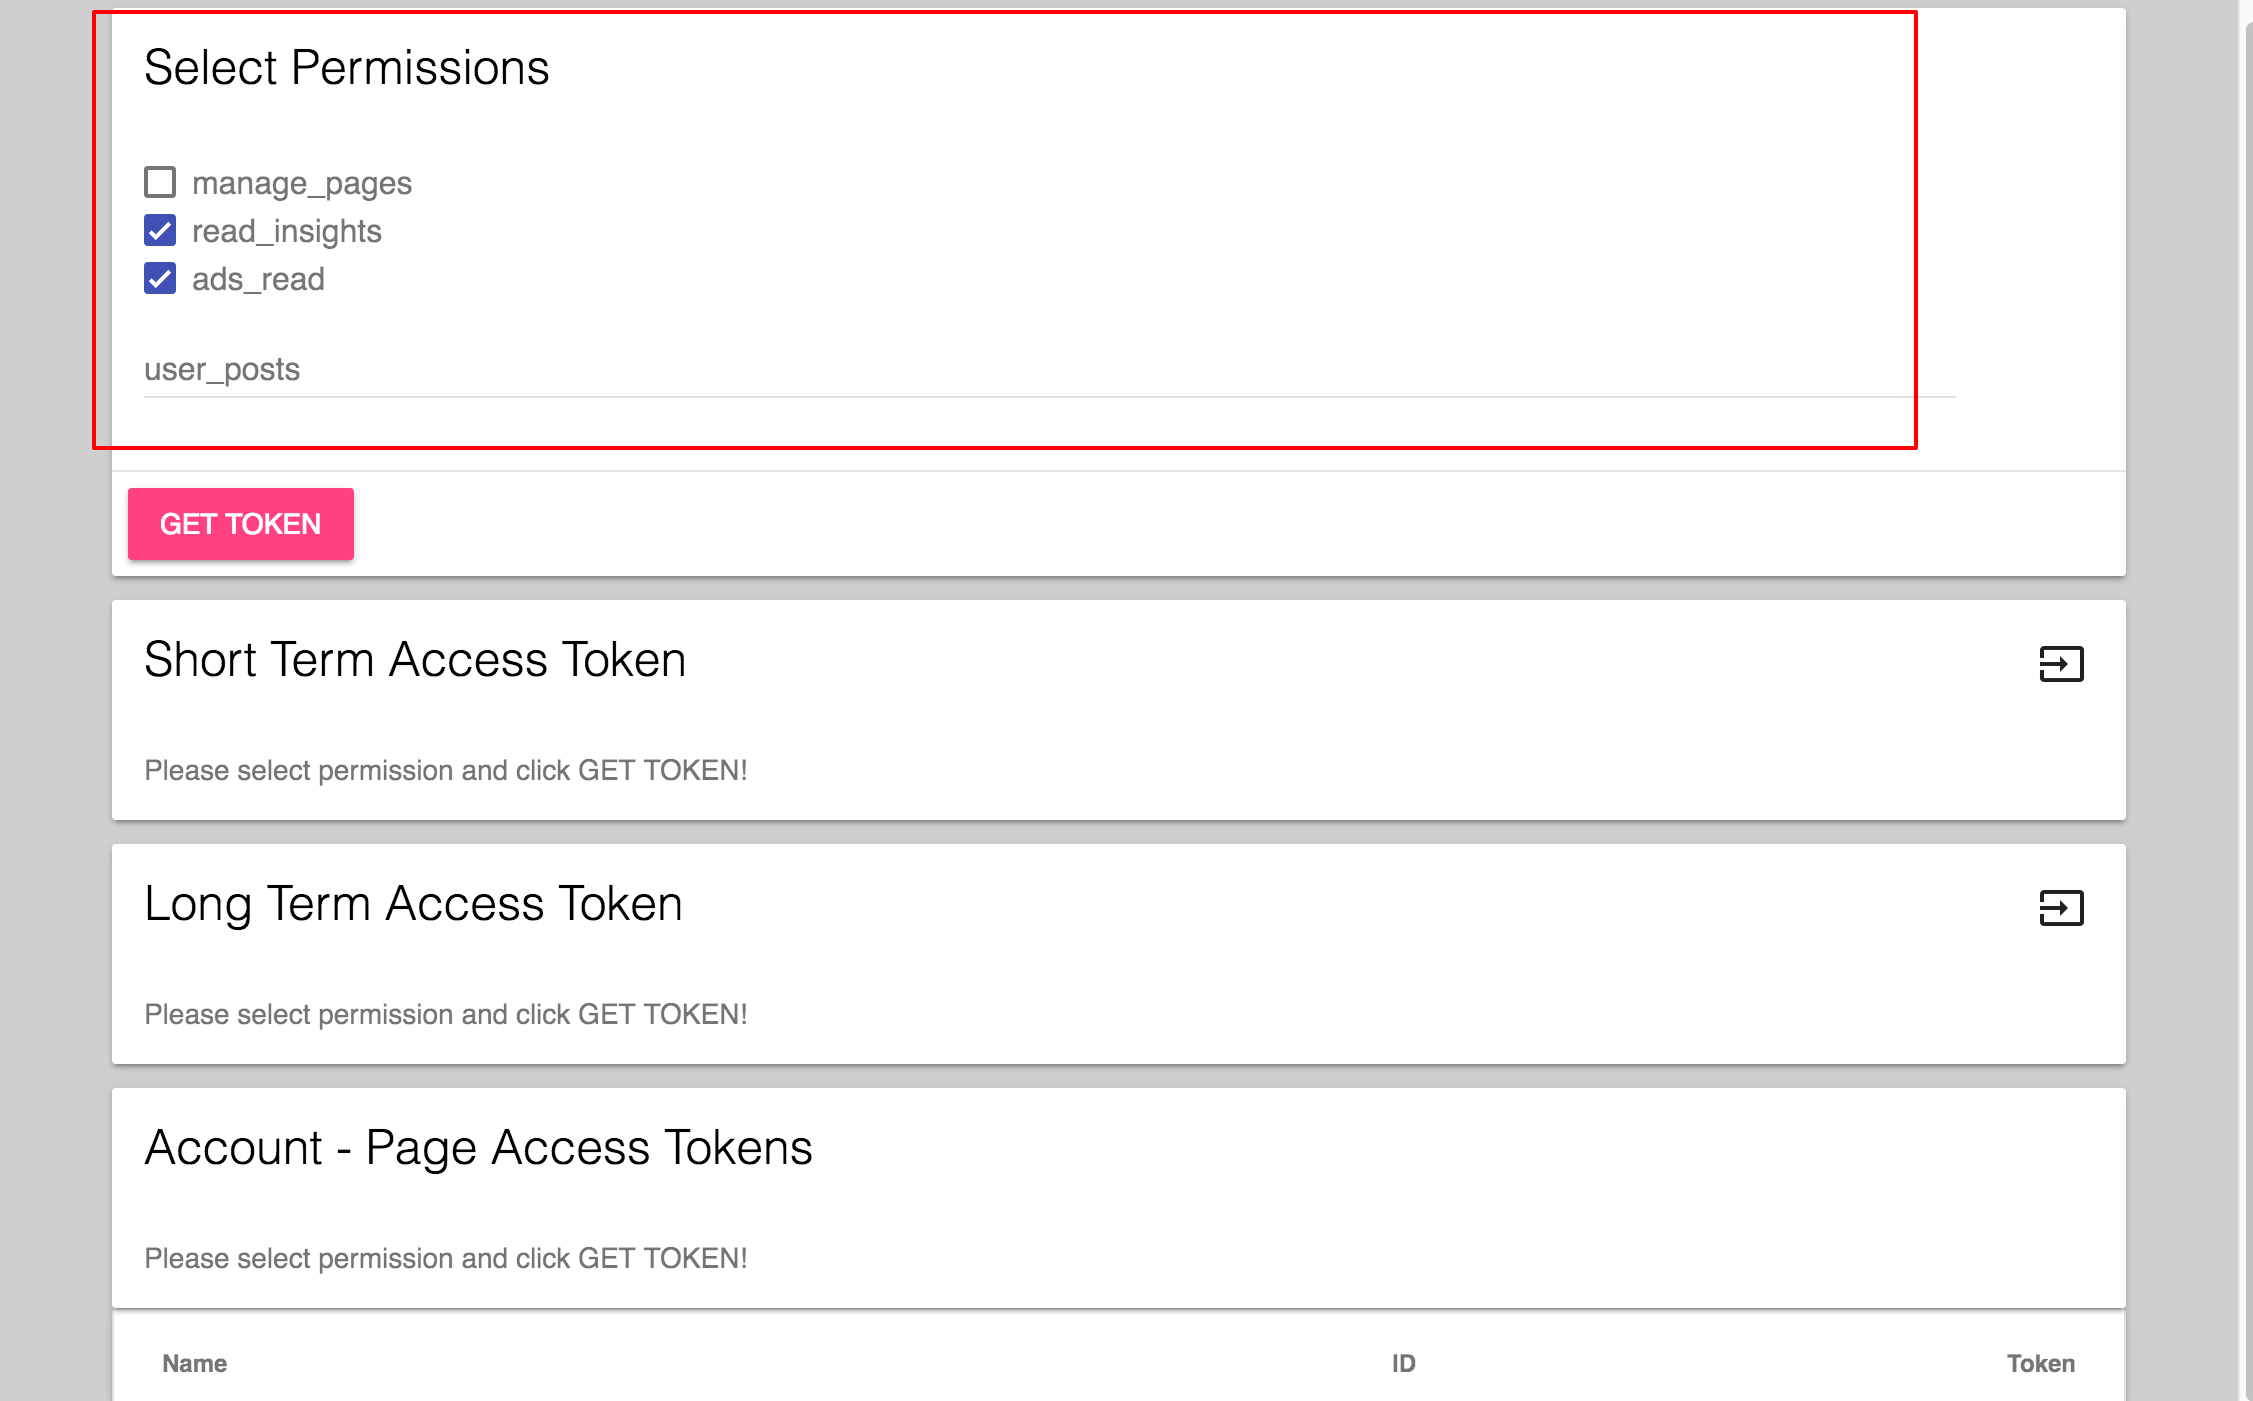 Select Permissions
manage_pages
read_insights
ads_read
user_posts
GET TOKEN
Short Term Access Token
Please select permission and click GET TOKEN!
Long Term Access Token
Please select permission and click GET TOKEN!
Account - Page Access Tokens
Please select permission and click GET TOKEN!
Name ID Token